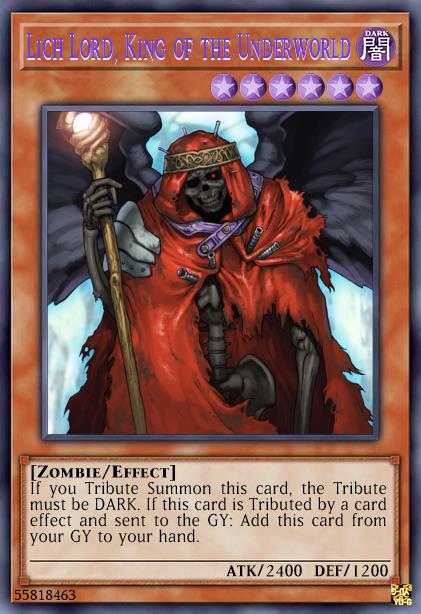 Lich Lord, King of the Underworld
DARK
闇
[Zombie/Effect]
If you Tribute Summon this card, the Tribute
must be DARK. If this card is Tributed by a card
effect and sent to the GY: Add this card from
your GY to your hand.
ATK/2400 DEF/1200
55818463